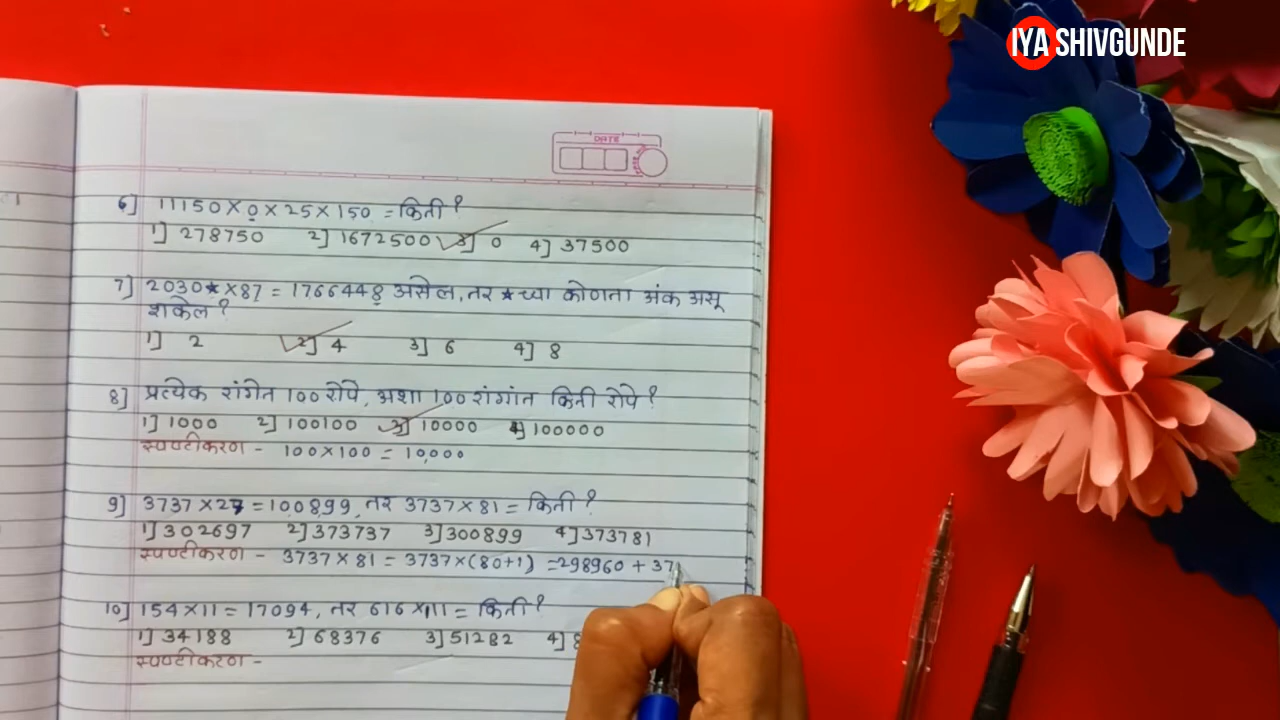 IYA SHIVGUNDE
DATE
6] 11150 × 0 × 25 × 150 = किती ?
1] 278750 2] 1672500 3] 0 4] 37500
7] 2030★ × 87 = 1766448 असेल, तर ★ च्या कोणता अंक असू
शकेल ?
1] 2 2] 4 3] 6 4] 8
8] प्रत्येक रांगेत 100 रोपे, अशा 100 रांगांत किती रोपे ?
1] 1000 2] 100100 3] 10000 4] 100000
स्पष्टीकरण - 100 × 100 = 10,000
9] 3737 × 27 = 100899, तर 3737 × 81 = किती ?
1] 302697 2] 373737 3] 300899 4] 373781
स्पष्टीकरण - 3737 × 81 = 3737 × (80+1) = 298960 + 37
10] 154 × 11 = 17094, तर 616 × 111 = किती ?
1] 34188 2] 68376 3] 51282 4] 8
स्पष्टीकरण -